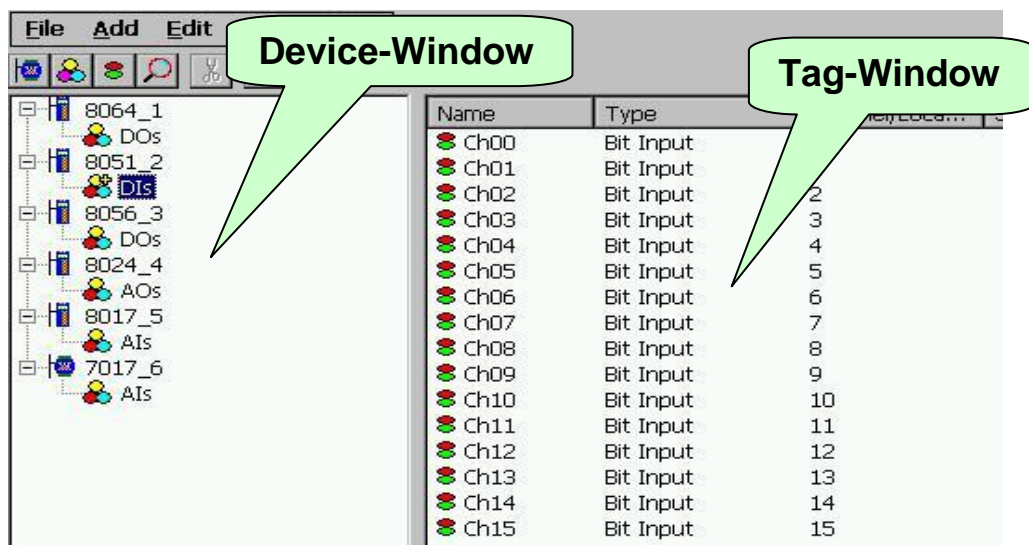 File Add Edit
Device-Window
Tag-Window
8064_1
DOs
8051_2
DIs
8056_3
DOs
8024_4
AOs
8017_5
AIs
7017_6
AIs
Name Type
Ch00 Bit Input
Ch01 Bit Input
Ch02 Bit Input 2
Ch03 Bit Input 3
Ch04 Bit Input 4
Ch05 Bit Input 5
Ch06 Bit Input 6
Ch07 Bit Input 7
Ch08 Bit Input 8
Ch09 Bit Input 9
Ch10 Bit Input 10
Ch11 Bit Input 11
Ch12 Bit Input 12
Ch13 Bit Input 13
Ch14 Bit Input 14
Ch15 Bit Input 15